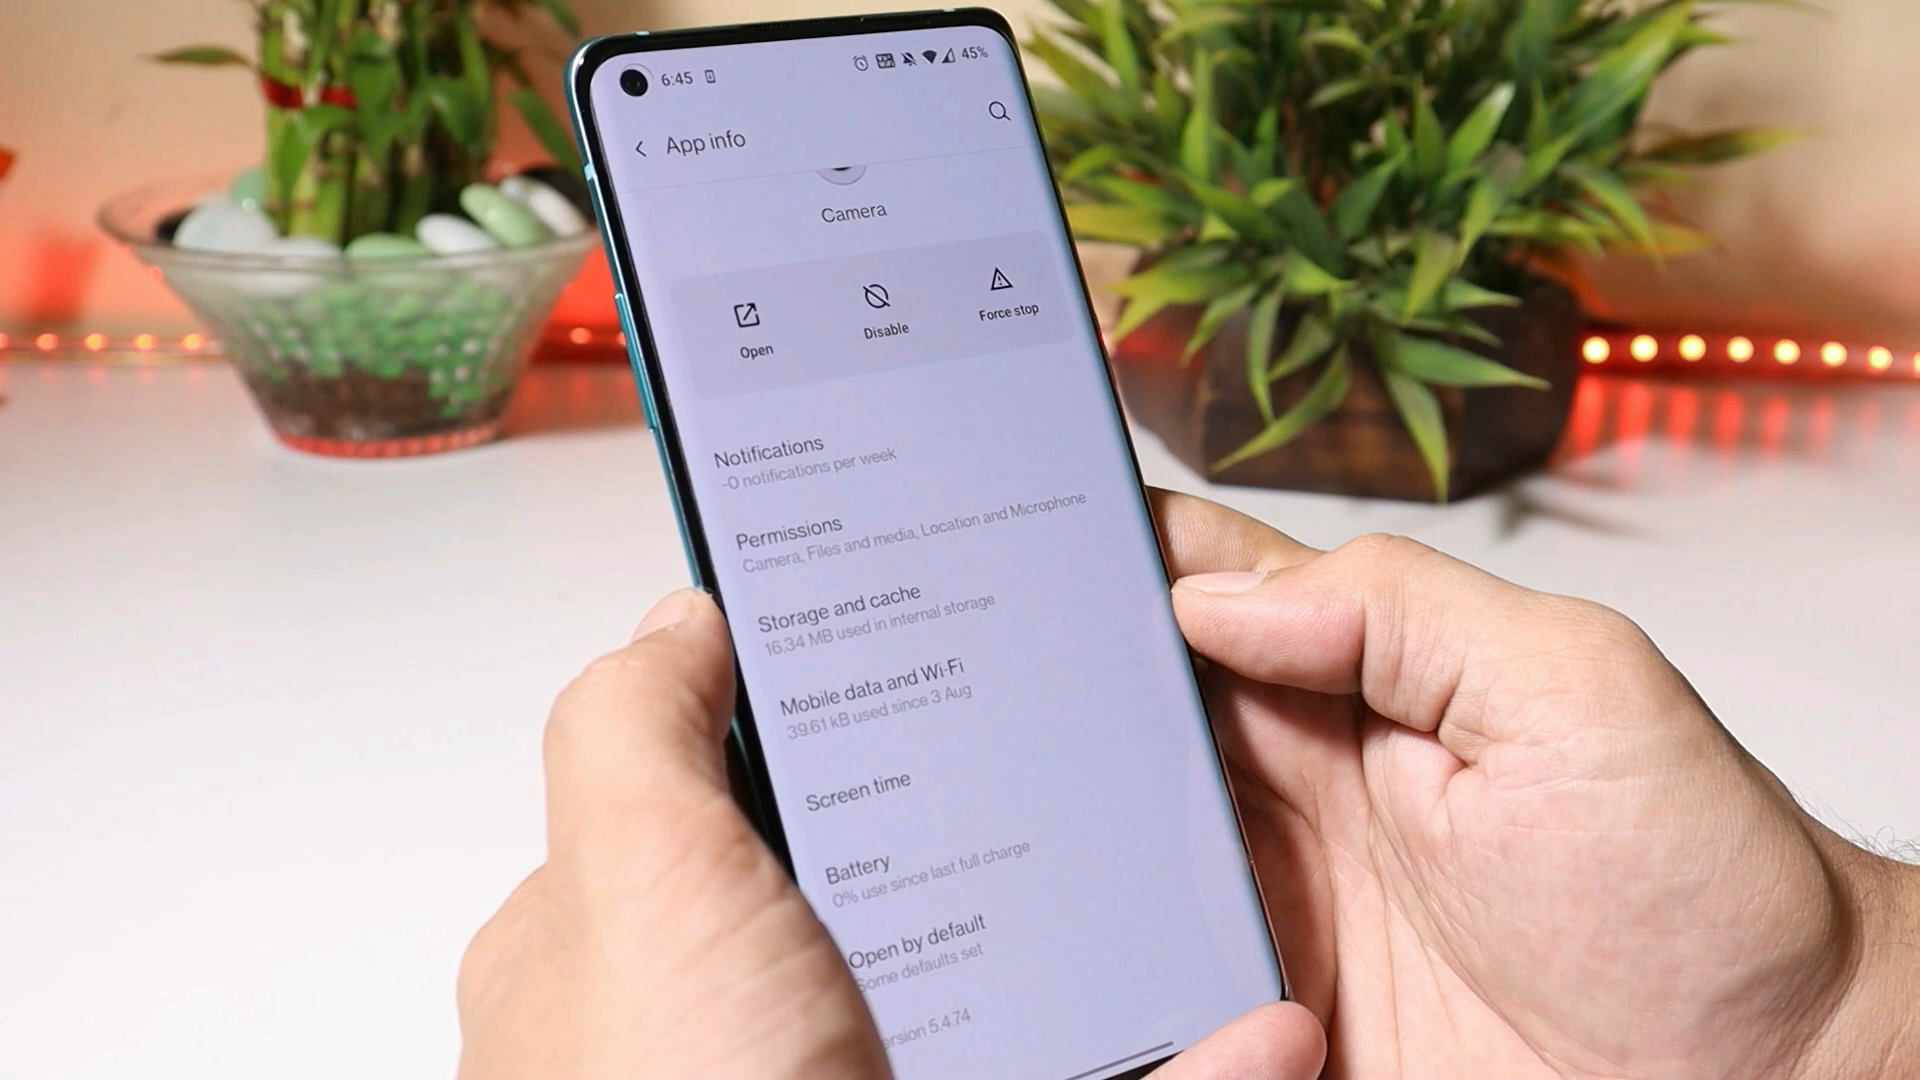 6:45
45%
App info
Camera
Open
Disable
Force stop
Notifications
~0 notifications per week
Permissions
Camera, Files and media, Location and Microphone
Storage and cache
16.34 MB used in internal storage
Mobile data and Wi-Fi
39.61 kB used since 3 Aug
Screen time
Battery
0% use since last full charge
Open by default
Some defaults set
ersion 5.4.74